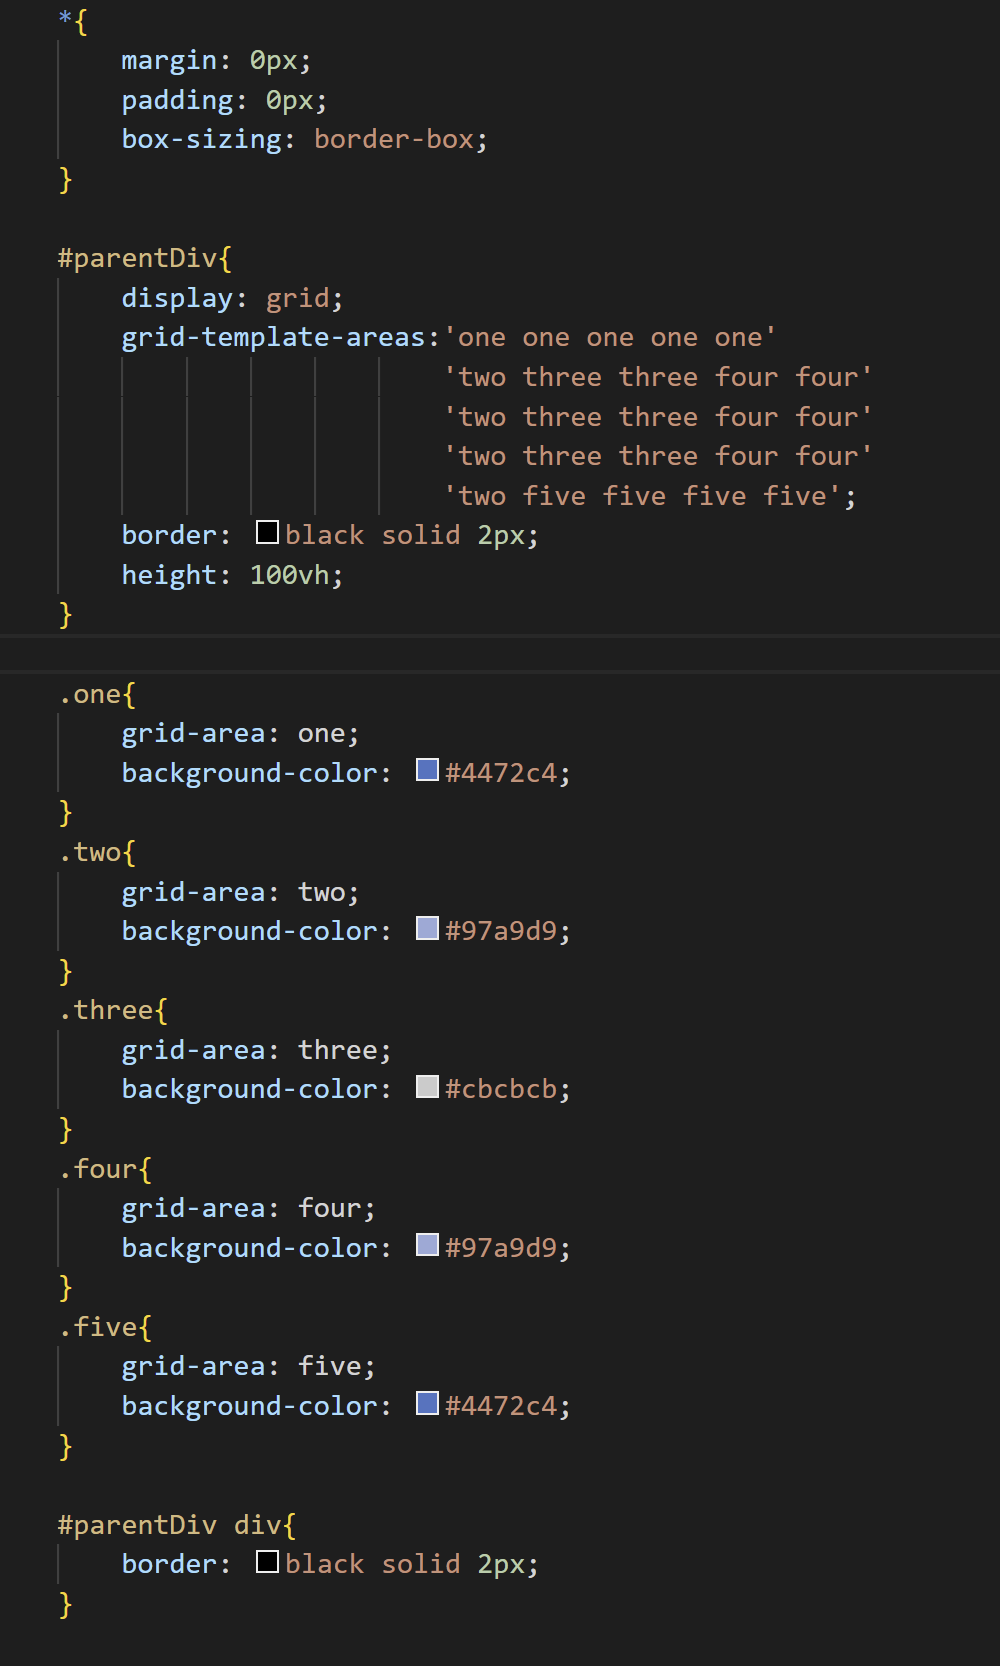 *{
    margin: 0px;
    padding: 0px;
    box-sizing: border-box;
}

#parentDiv{
    display: grid;
    grid-template-areas:'one one one one one'
                        'two three three four four'
                        'two three three four four'
                        'two three three four four'
                        'two five five five five';
    border: black solid 2px;
    height: 100vh;
}

.one{
    grid-area: one;
    background-color: #4472c4;
}
.two{
    grid-area: two;
    background-color: #97a9d9;
}
.three{
    grid-area: three;
    background-color: #cbcbcb;
}
.four{
    grid-area: four;
    background-color: #97a9d9;
}
.five{
    grid-area: five;
    background-color: #4472c4;
}

#parentDiv div{
    border: black solid 2px;
}